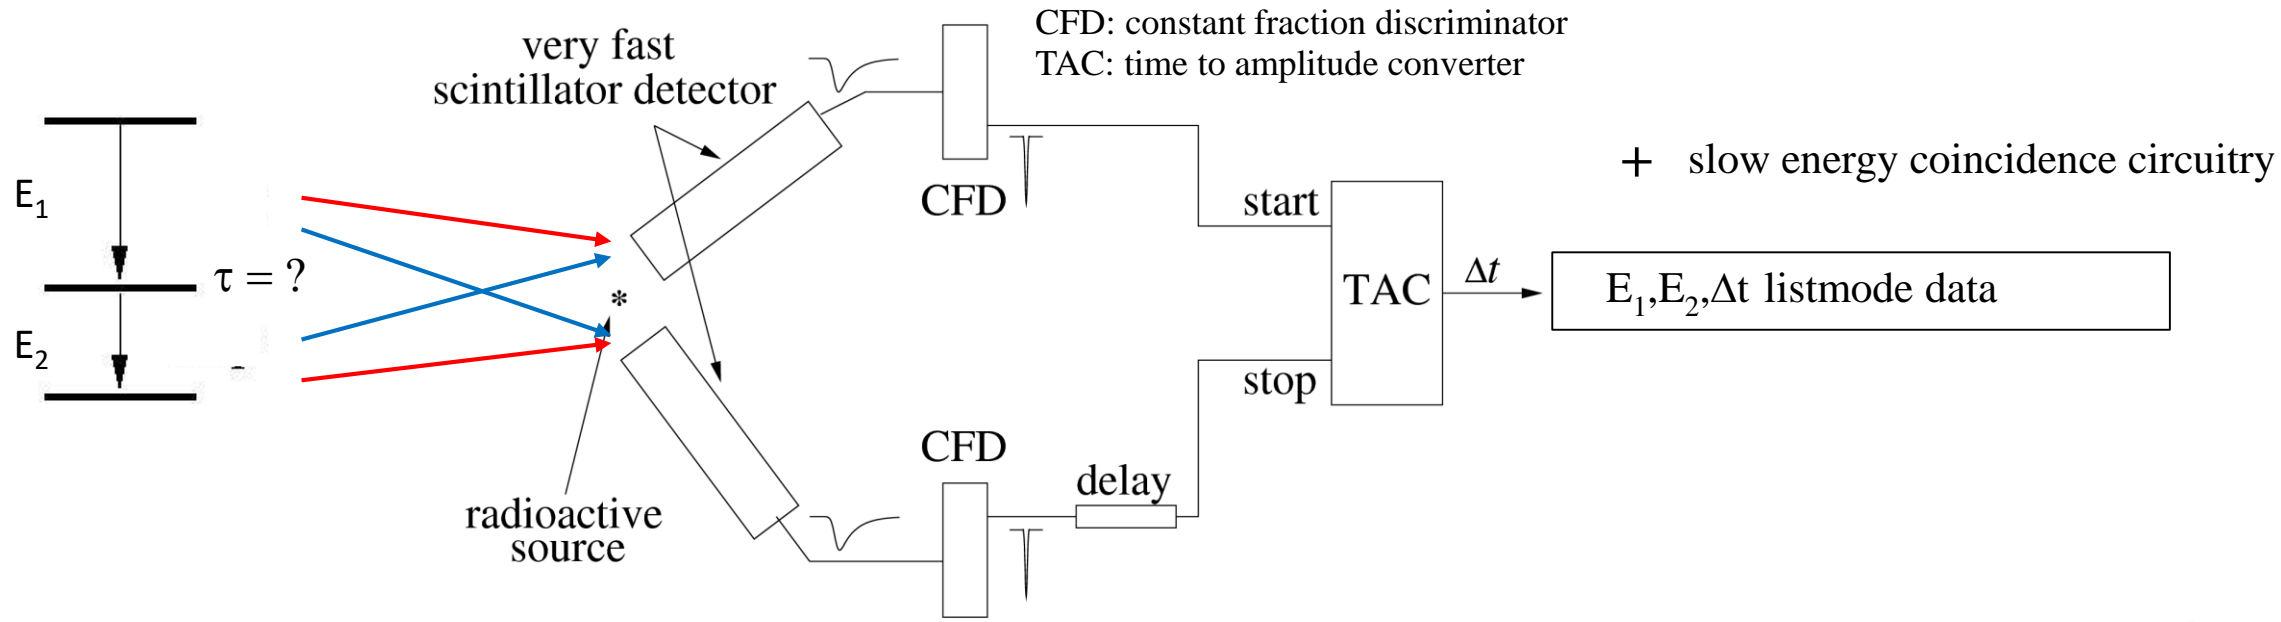 CFD: constant fraction discriminator
TAC: time to amplitude converter
very fast
scintillator detector
+ slow energy coincidence circuitry
E1
CFD
start
τ = ?
*
TAC
Δt
E1,E2,Δt listmode data
E2
stop
CFD
delay
radioactive
source